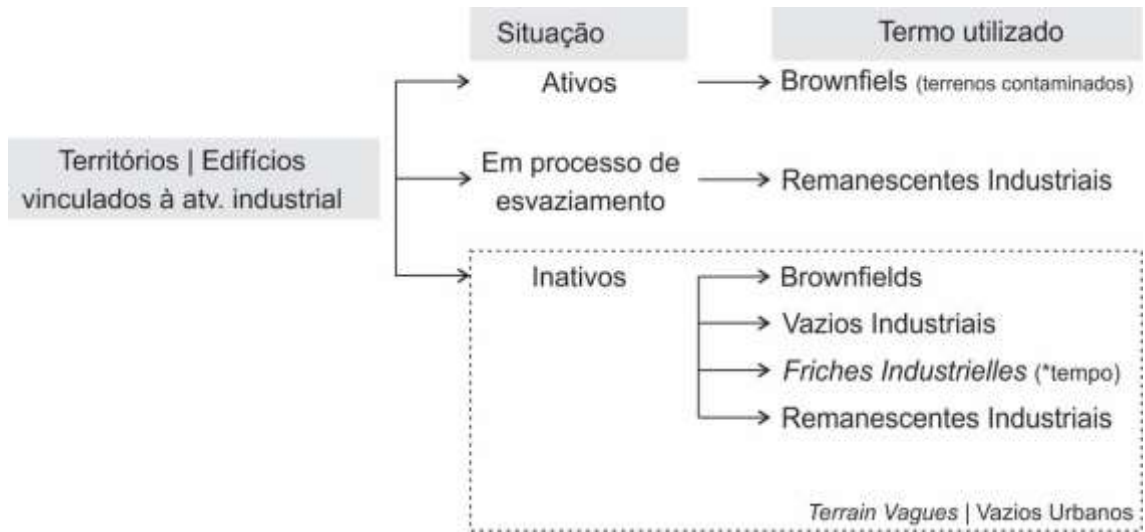 Situação
Termo utilizado
Ativos
Brownfiels (terrenos contaminados)
Territórios | Edifícios
vinculados à atv. industrial
Em processo de
esvaziamento
Remanescentes Industriais
Inativos
Brownfields
Vazios Industriais
Friches Industrielles (*tempo)
Remanescentes Industriais
Terrain Vagues | Vazios Urbanos